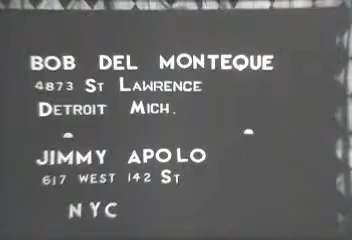 BOB DEL MONTEQUE
4873 ST LAWRENCE
DETROIT MICH.
JIMMY APOLO
617 WEST 142 ST
NYC